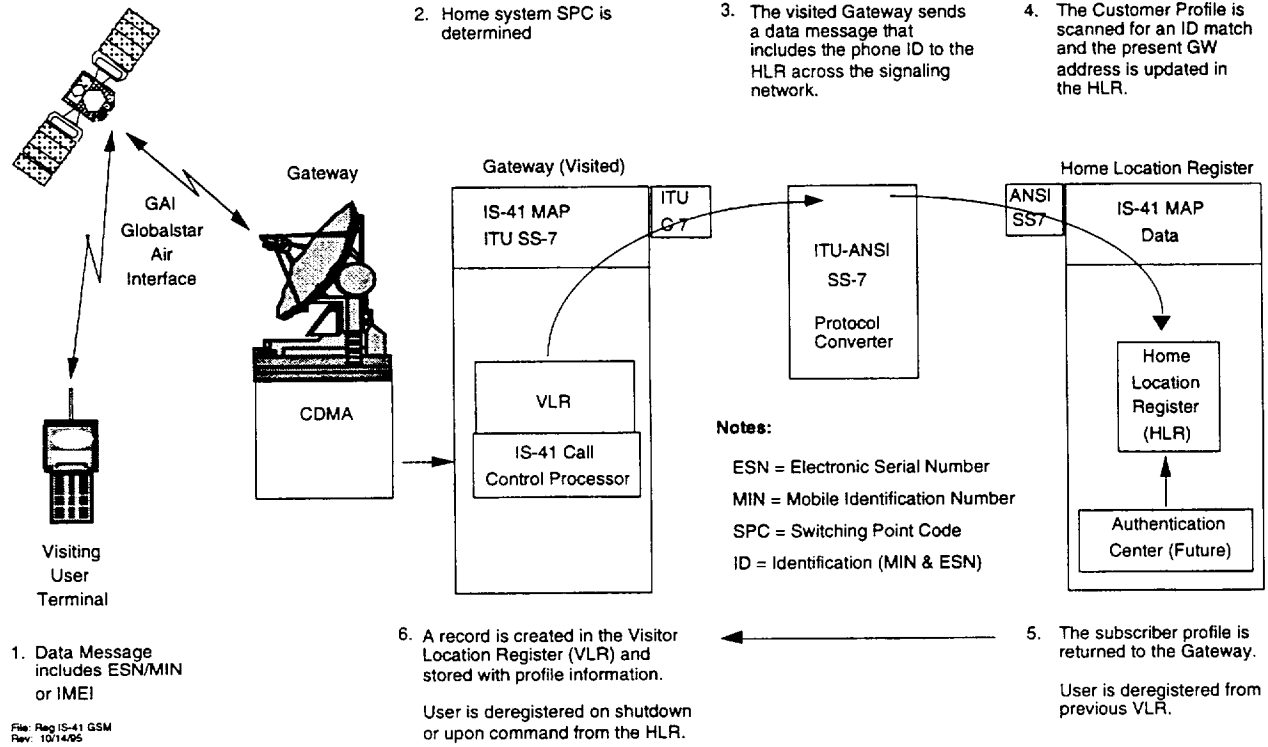 2. Home system SPC is
determined
3. The visited Gateway sends
a data message that
includes the phone ID to the
HLR across the signaling
network.
4. The Customer Profile is
scanned for an ID match
and the present GW
address is updated in
the HLR.
GAI
Globalstar
Air
Interface
Gateway
CDMA
Gateway (Visited)
IS-41 MAP
ITU SS-7
ITU
C 7
VLR
IS-41 Call
Control Processor
ITU-ANSI
SS-7
Protocol
Converter
Home Location Register
ANSI
SS7
IS-41 MAP
Data
Home
Location
Register
(HLR)
Authentication
Center (Future)
Notes:
ESN = Electronic Serial Number
MIN = Mobile Identification Number
SPC = Switching Point Code
ID = Identification (MIN & ESN)
Visiting
User
Terminal
1. Data Message
includes ESN/MIN
or IMEI
6. A record is created in the Visitor
Location Register (VLR) and
stored with profile information.
User is deregistered on shutdown
or upon command from the HLR.
5. The subscriber profile is
returned to the Gateway.
User is deregistered from
previous VLR.
File: Reg IS-41 GSM
Rev: 10/14/95